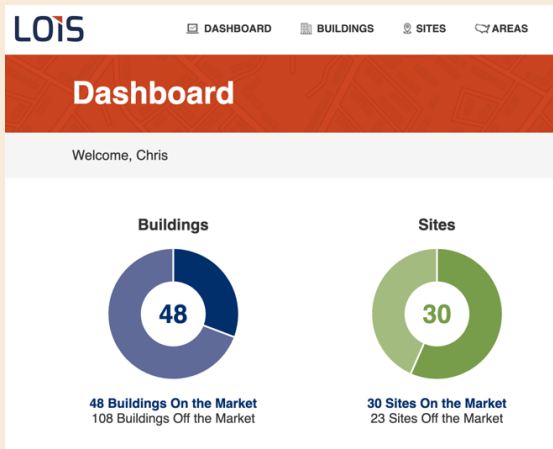 LOIS
DASHBOARD BUILDINGS SITES AREAS
Dashboard
Welcome, Chris
Buildings Sites
48 30
48 Buildings On the Market 30 Sites On the Market
108 Buildings Off the Market 23 Sites Off the Market